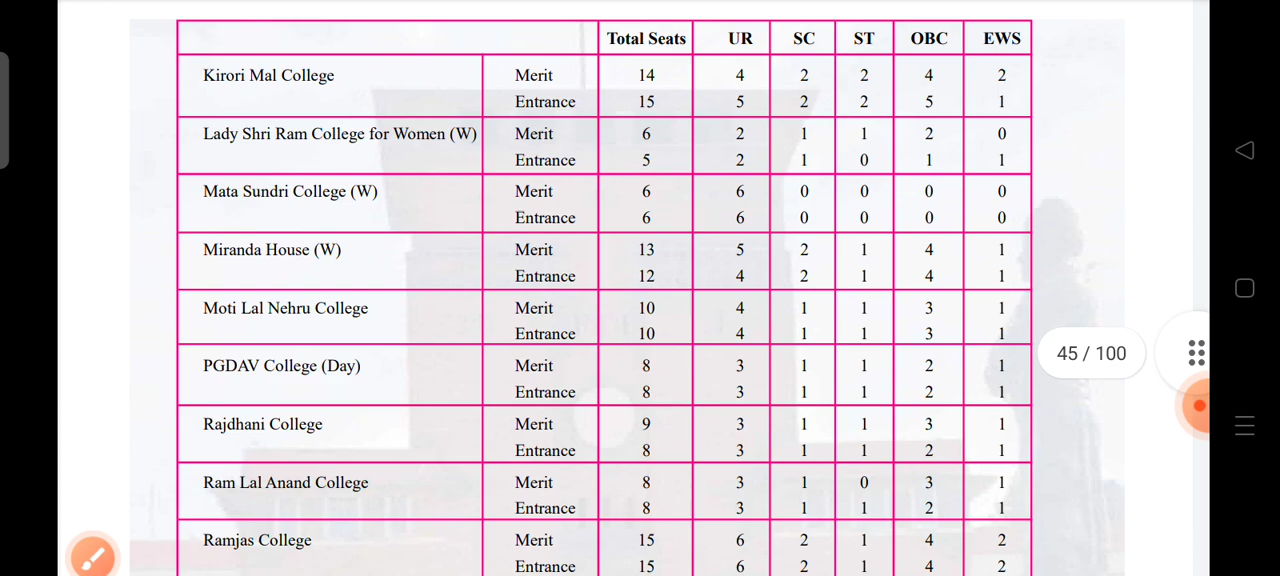 Total Seats UR SC ST OBC EWS
Kirori Mal College Merit 14 4 2 2 4 2
Entrance 15 5 2 2 5 1
Lady Shri Ram College for Women (W) Merit 6 2 1 1 2 0
Entrance 5 2 1 0 1 1
Mata Sundri College (W) Merit 6 6 0 0 0 0
Entrance 6 6 0 0 0 0
Miranda House (W) Merit 13 5 2 1 4 1
Entrance 12 4 2 1 4 1
Moti Lal Nehru College Merit 10 4 1 1 3 1
Entrance 10 4 1 1 3 1
45 / 100
PGDAV College (Day) Merit 8 3 1 1 2 1
Entrance 8 3 1 1 2 1
Rajdhani College Merit 9 3 1 1 3 1
Entrance 8 3 1 1 2 1
Ram Lal Anand College Merit 8 3 1 0 3 1
Entrance 8 3 1 1 2 1
Ramjas College Merit 15 6 2 1 4 2
Entrance 15 6 2 1 4 2